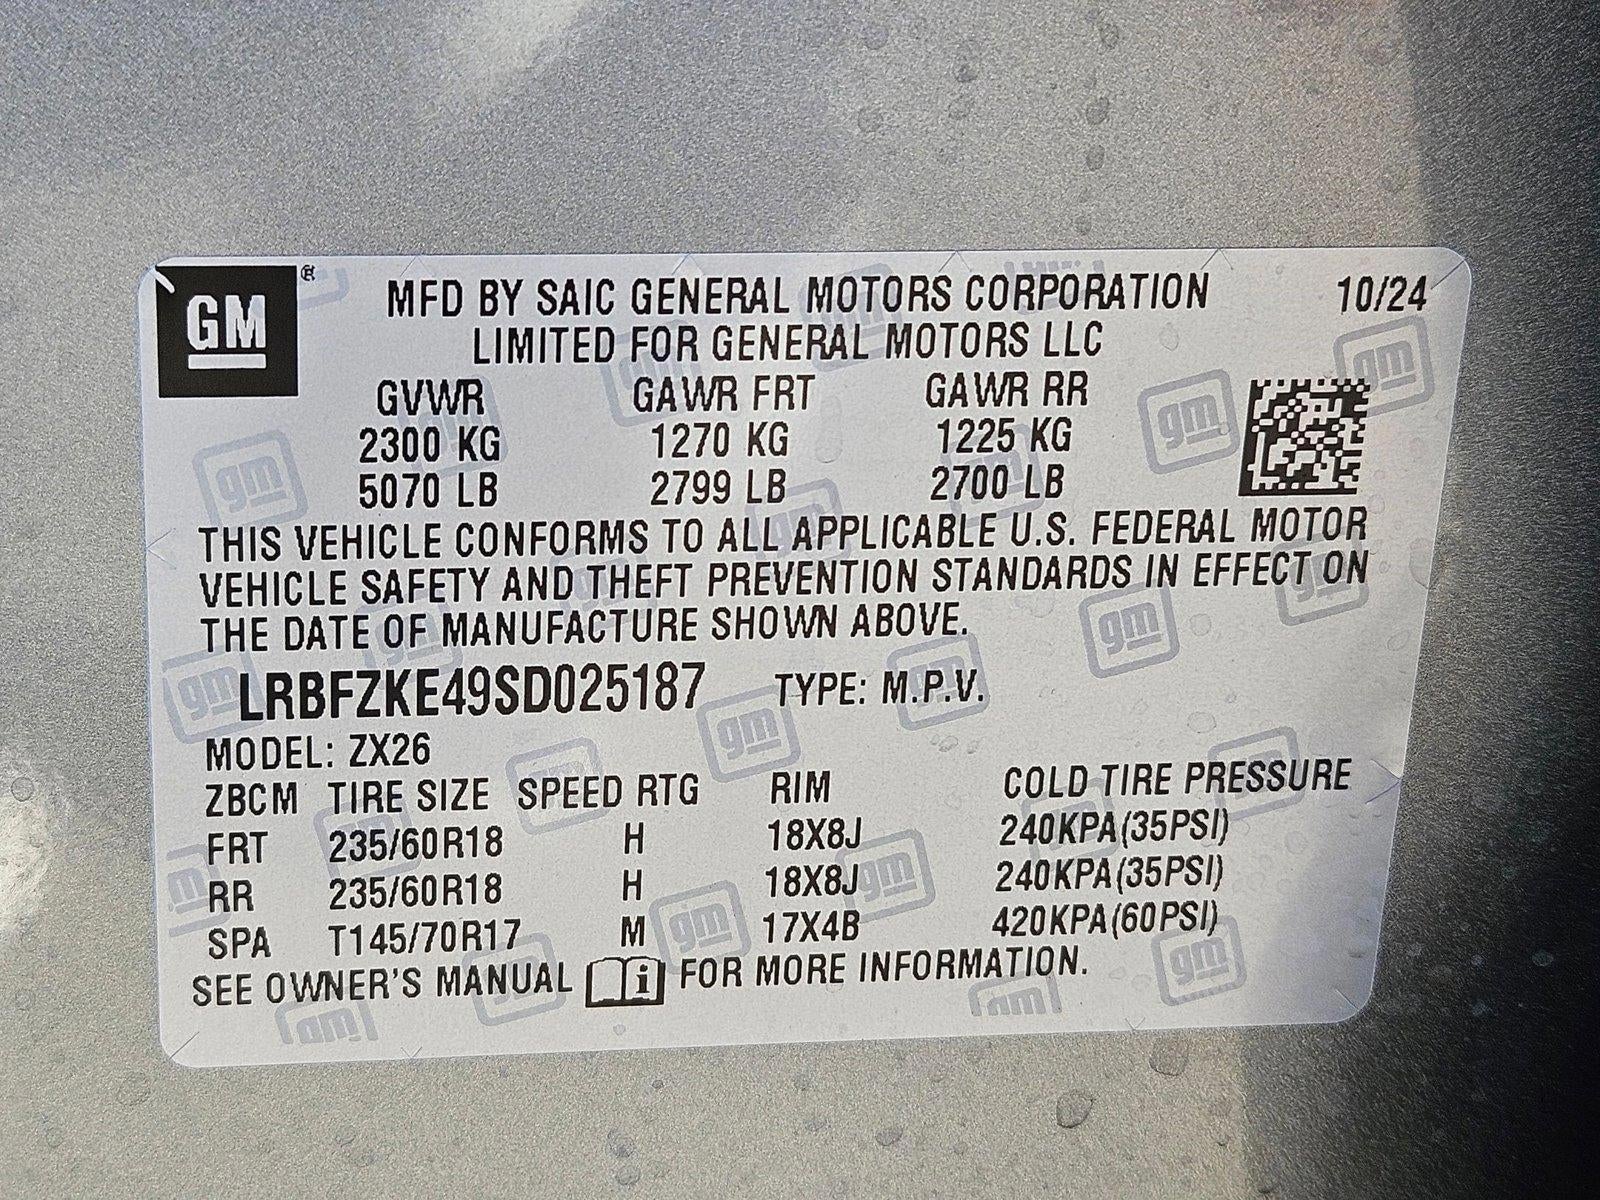 GM ®
MFD BY SAIC GENERAL MOTORS CORPORATION 10/24
LIMITED FOR GENERAL MOTORS LLC
GVWR GAWR FRT GAWR RR
2300 KG 1270 KG 1225 KG
5070 LB 2799 LB 2700 LB
THIS VEHICLE CONFORMS TO ALL APPLICABLE U.S. FEDERAL MOTOR
VEHICLE SAFETY AND THEFT PREVENTION STANDARDS IN EFFECT ON
THE DATE OF MANUFACTURE SHOWN ABOVE.
LRBFZKE49SD025187 TYPE: M.P.V.
MODEL: ZX26
ZBCM TIRE SIZE SPEED RTG RIM COLD TIRE PRESSURE
FRT 235/60R18 H 18X8J 240KPA(35PSI)
RR 235/60R18 H 18X8J 240KPA(35PSI)
SPA T145/70R17 M 17X4B 420KPA(60PSI)
SEE OWNER'S MANUAL i FOR MORE INFORMATION.